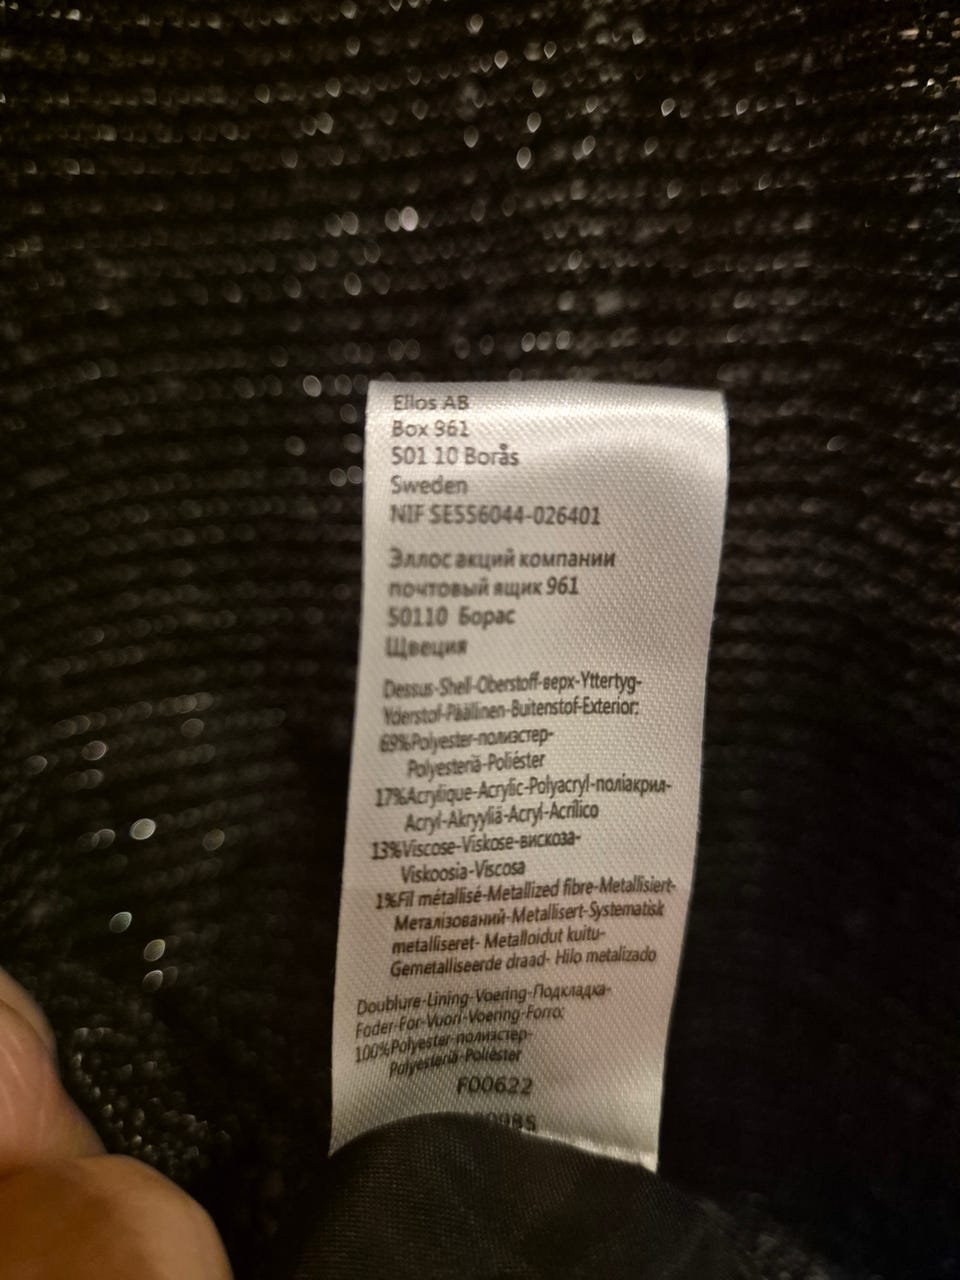 Ellos AB
Box 961
501 10 Borås
Sweden
NIF SE556044-026401
Эллос акций компании
почтовый ящик 961
50110 Борас
Щвеция
Dessus-Shell-Oberstoff-верх-Yttertyg-
Yderstof-Päällinen-Buitenstof-Exterior:
69%Polyester-полиэстер-
Polyesteriä-Poliéster
17%Acrylique-Acrylic-Polyacryl-поліакрил-
Acryl-Akryyliä-Acryl-Acrílico
13%Viscose-Viskose-вискоза-
Viskoosia-Viscosa
1%Fil métallisé-Metallized fibre-Metallisiert-
Металізований-Metallisert-Systematisk
metalliseret- Metalloidut kuitu-
Gemetalliseerde draad- Hilo metalizado
Doublure-Lining-Voering-Подкладка-
Foder-For-Vuori-Voering-Forro:
100%Polyester-полиэстер-
Polyesteriä-Poliéster
F00622